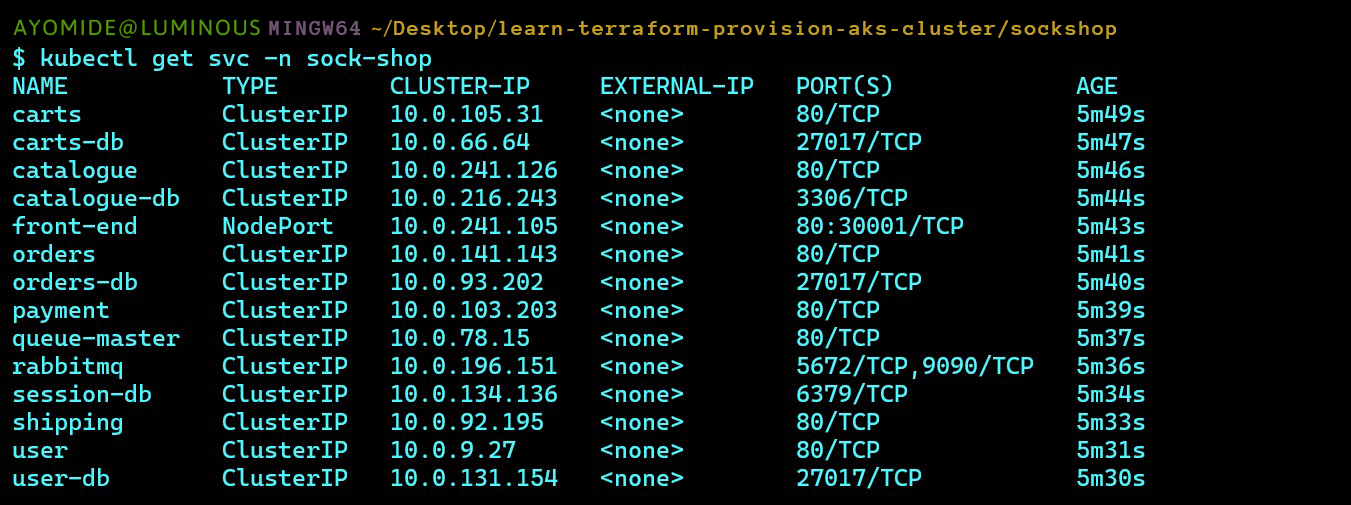 AYOMIDE@LUMINOUS MINGW64 ~/Desktop/learn-terraform-provision-aks-cluster/sockshop
$ kubectl get svc -n sock-shop
NAME TYPE CLUSTER-IP EXTERNAL-IP PORT(S) AGE
carts ClusterIP 10.0.105.31 <none> 80/TCP 5m49s
carts-db ClusterIP 10.0.66.64 <none> 27017/TCP 5m47s
catalogue ClusterIP 10.0.241.126 <none> 80/TCP 5m46s
catalogue-db ClusterIP 10.0.216.243 <none> 3306/TCP 5m44s
front-end NodePort 10.0.241.105 <none> 80:30001/TCP 5m43s
orders ClusterIP 10.0.141.143 <none> 80/TCP 5m41s
orders-db ClusterIP 10.0.93.202 <none> 27017/TCP 5m40s
payment ClusterIP 10.0.103.203 <none> 80/TCP 5m39s
queue-master ClusterIP 10.0.78.15 <none> 80/TCP 5m37s
rabbitmq ClusterIP 10.0.196.151 <none> 5672/TCP,9090/TCP 5m36s
session-db ClusterIP 10.0.134.136 <none> 6379/TCP 5m34s
shipping ClusterIP 10.0.92.195 <none> 80/TCP 5m33s
user ClusterIP 10.0.9.27 <none> 80/TCP 5m31s
user-db ClusterIP 10.0.131.154 <none> 27017/TCP 5m30s